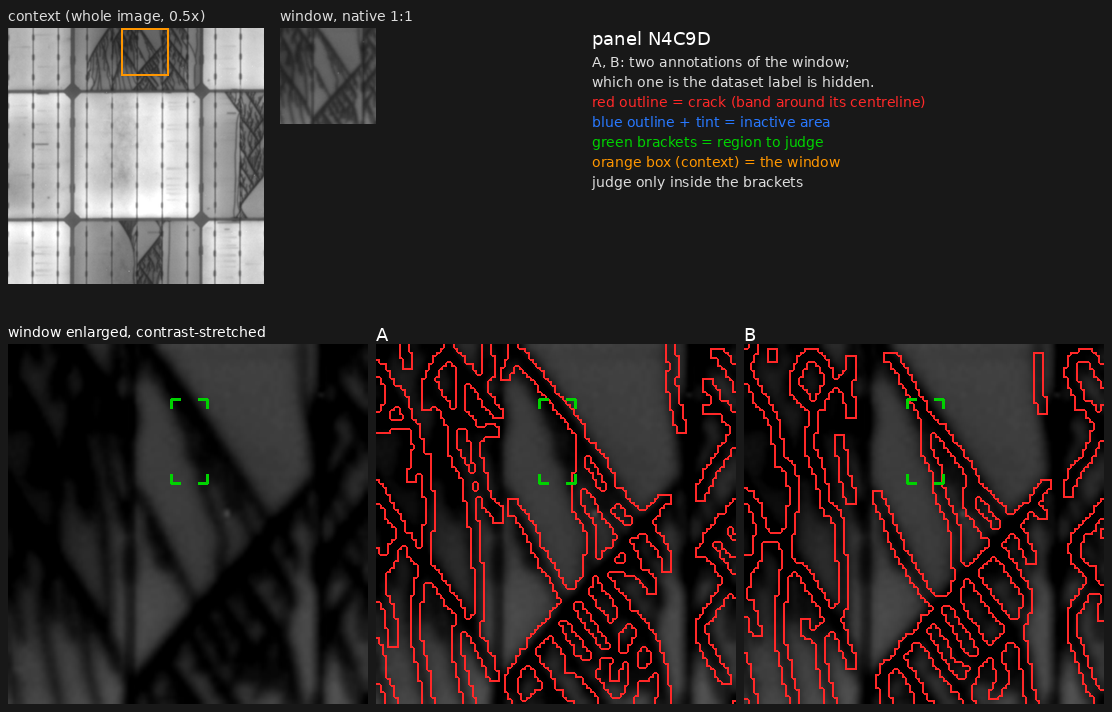 context (whole image, 0.5x)
window, native 1:1
panel N4C9D
A, B: two annotations of the window;
which one is the dataset label is hidden.
red outline = crack (band around its centreline)
blue outline + tint = inactive area
green brackets = region to judge
orange box (context) = the window
judge only inside the brackets
window enlarged, contrast-stretched
A
B